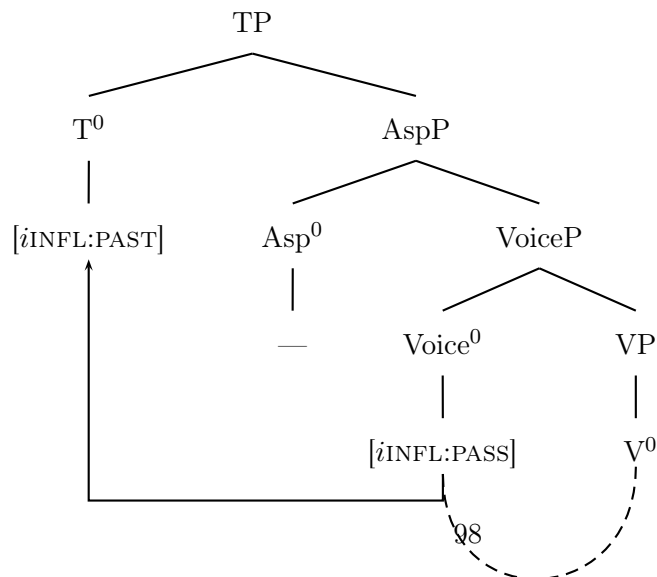 TP
T⁰ AspP
[iINFL:PAST] Asp⁰ VoiceP
— Voice⁰ VP
[iINFL:PASS] V⁰
98